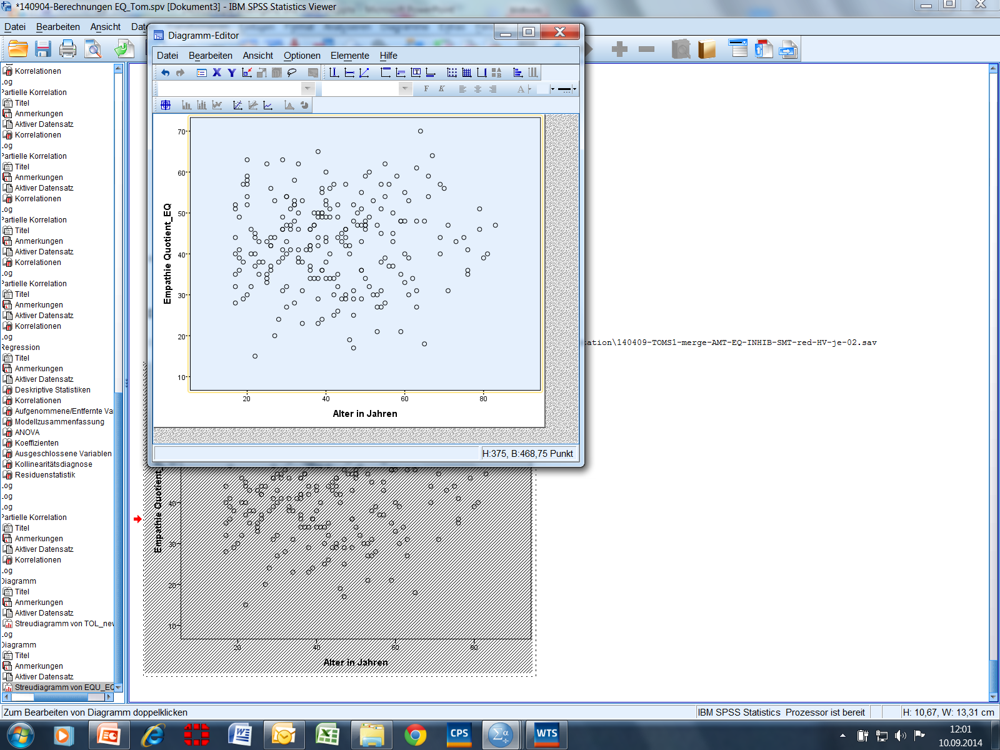 *140904-Berechnungen EQ_Tom.spv [Dokument3] - IBM SPSS Statistics Viewer
Datei Bearbeiten Ansicht
Korrelationen
Log
Partielle Korrelation
Titel
Anmerkungen
Aktiver Datensatz
Korrelationen
Log
Partielle Korrelation
Titel
Anmerkungen
Aktiver Datensatz
Korrelationen
Log
Partielle Korrelation
Titel
Anmerkungen
Aktiver Datensatz
Korrelationen
Log
Partielle Korrelation
Titel
Anmerkungen
Aktiver Datensatz
Korrelationen
Log
Regression
Titel
Anmerkungen
Aktiver Datensatz
Deskriptive Statistiken
Korrelationen
Aufgenommene/Entfernte Va
Modellzusammenfassung
ANOVA
Koeffizienten
Ausgeschlossene Variablen
Kollinearitätsdiagnose
Residuenstatistik
Log
Log
Log
Partielle Korrelation
Titel
Anmerkungen
Aktiver Datensatz
Korrelationen
Log
Diagramm
Titel
Anmerkungen
Aktiver Datensatz
Streudiagramm von TOL_nev
Log
Diagramm
Titel
Anmerkungen
Aktiver Datensatz
Streudiagramm von EQU_EQ
Diagramm-Editor
Datei Bearbeiten Ansicht Optionen Elemente Hilfe
F K A
70
60
50
40
30
20
10
Empathie Quotient_EQ
20 40 60 80
Alter in Jahren
H:375, B:468,75 Punkt
cation\140409-TOMS1-merge-AMT-EQ-INHIB-SMT-red-HV-je-02.sav
40
30
20
10
Empathie Quotient_
20 40 60 80
Alter in Jahren
Zum Bearbeiten von Diagramm doppelklicken
IBM SPSS Statistics Prozessor ist bereit
H: 10,67, W: 13,31 cm
CPS
WTS
12:01
10.09.2014